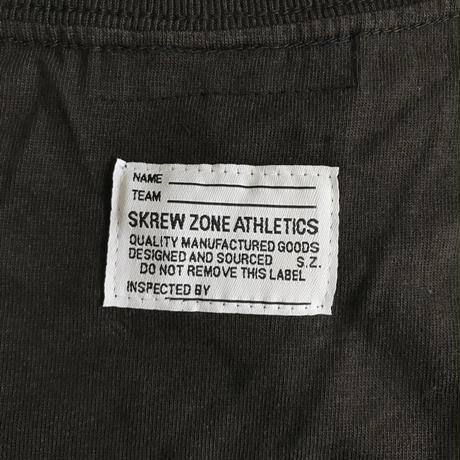 NAME
TEAM
SKREW ZONE ATHLETICS
QUALITY MANUFACTURED GOODS
DESIGNED AND SOURCED S.Z.
DO NOT REMOVE THIS LABEL
INSPECTED BY